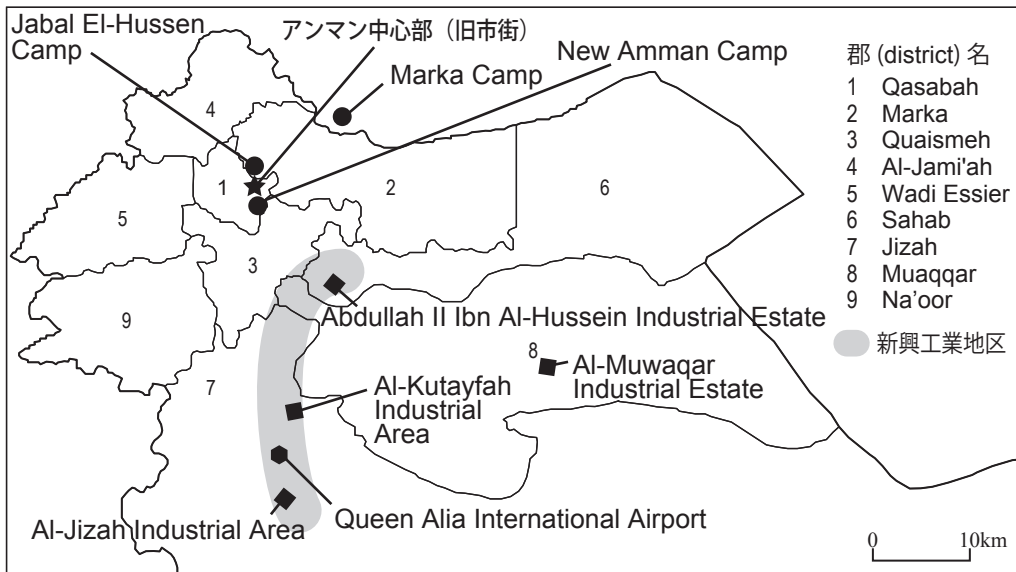 Jabal El-Hussen
Camp
アンマン中心部（旧市街）
New Amman Camp
Marka Camp
郡 (district) 名
1 Qasabah
2 Marka
3 Quaismeh
4 Al-Jami'ah
5 Wadi Essier
6 Sahab
7 Jizah
8 Muaqqar
9 Na’oor
新興工業地区
4
1
2
6
5
3
9
Abdullah II Ibn Al-Hussein Industrial Estate
8
7
Al-Muwaqar
Industrial Estate
Al-Kutayfah
Industrial
Area
Queen Alia International Airport
Al-Jizah Industrial Area
0 10km